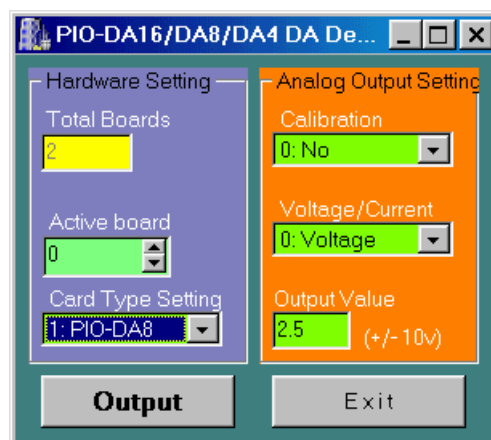 PIO-DA16/DA8/DA4 DA De...
Hardware Setting
Total Boards
2
Active board
0
Card Type Setting
1: PIO-DA8
Analog Output Setting
Calibration
0: No
Voltage/Current
0: Voltage
Output Value
2.5 (+/-10v)
Output
Exit